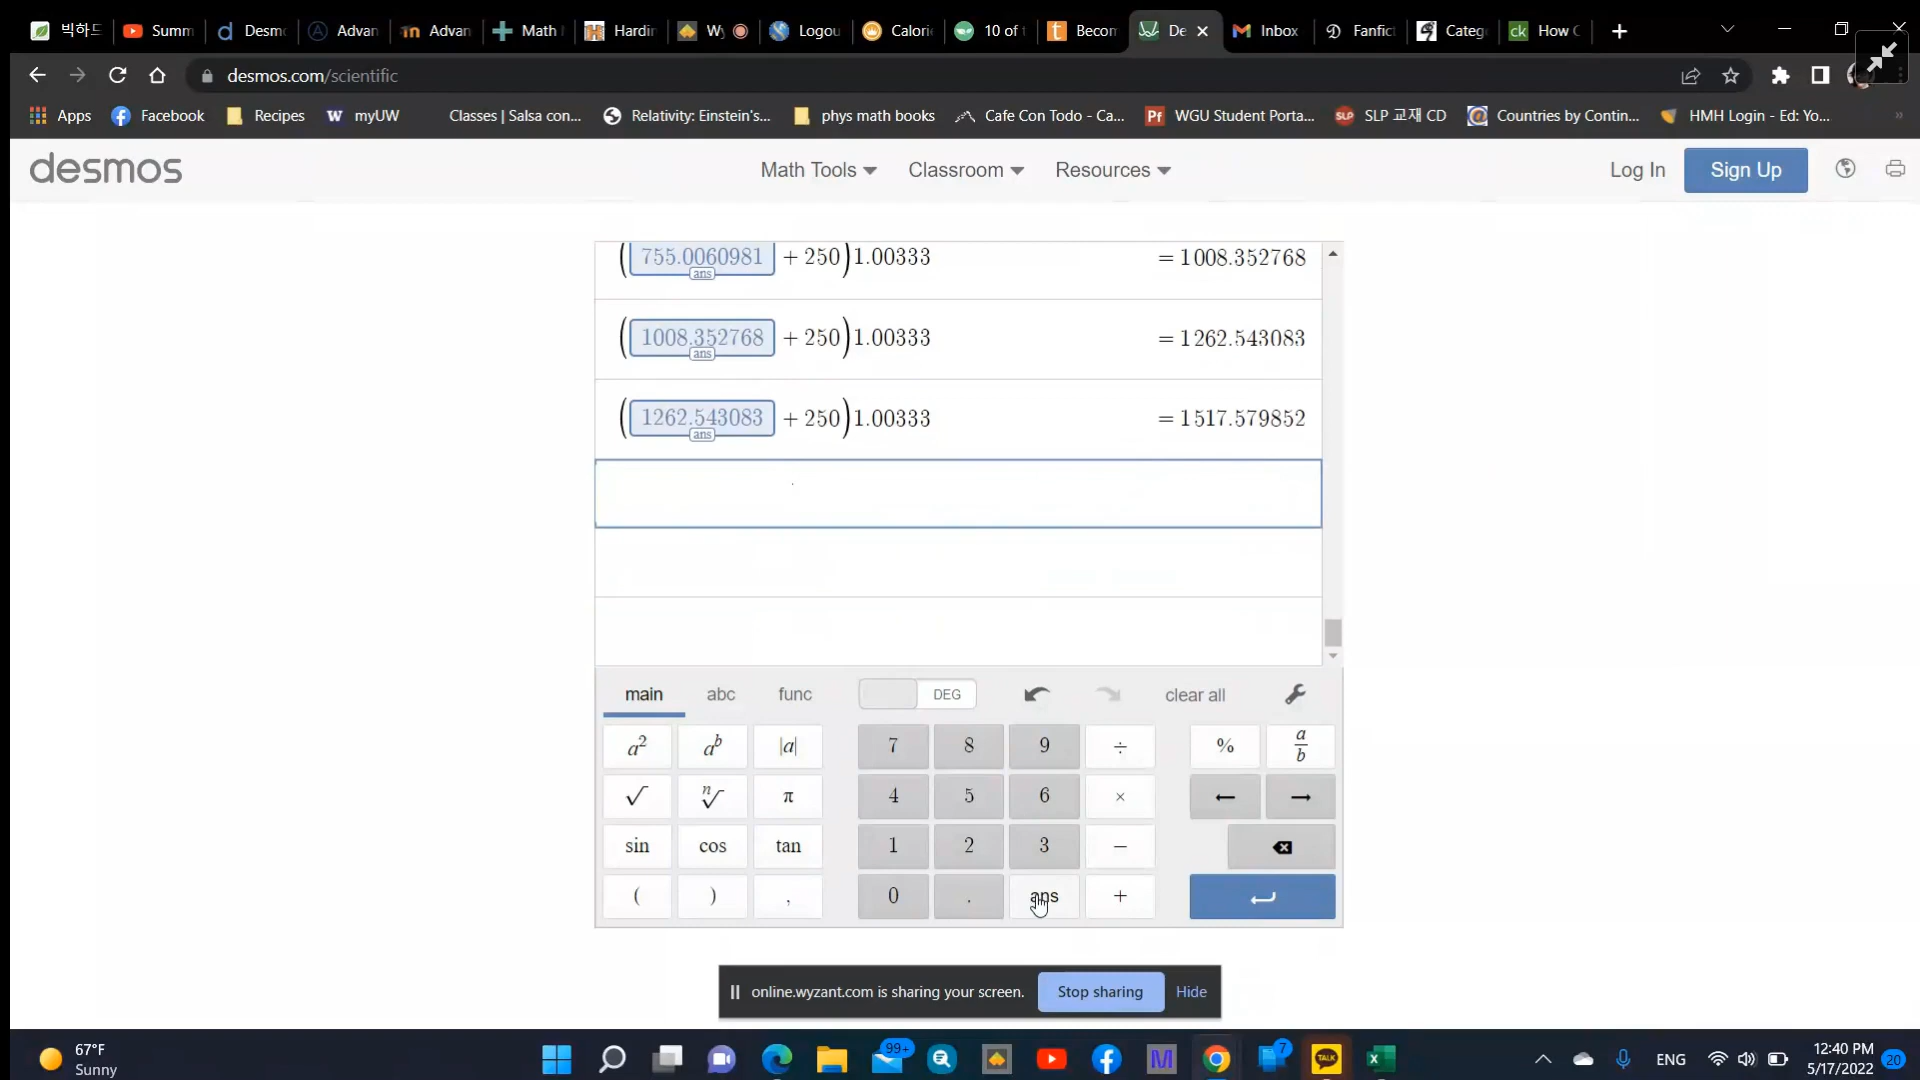 빅하드 Summ Desmo Advan Advan Math Hardin Wy Logou Calori 10 of t Becom De Inbox Fanfict Categ How C
desmos.com/scientific
Apps Facebook Recipes myUW Classes | Salsa con... Relativity: Einstein's... phys math books Cafe Con Todo - Ca... WGU Student Porta... SLP 교재 CD Countries by Contin... HMH Login - Ed: Yo... »
desmos Math Tools Classroom Resources Log In Sign Up
(755.0060981 + 250)1.00333 = 1008.352768
ans
(1008.352768 + 250)1.00333 = 1262.543083
ans
(1262.543083 + 250)1.00333 = 1517.579852
ans
main abc func DEG clear all
a² aᵇ |a| 7 8 9 ÷ % a/b
√ ⁿ√ π 4 5 6 × ← →
sin cos tan 1 2 3 −
( ) , 0 . ans +
online.wyzant.com is sharing your screen. Stop sharing Hide
67°F
Sunny
99+ 7 TALK
ENG
12:40 PM
5/17/2022
20